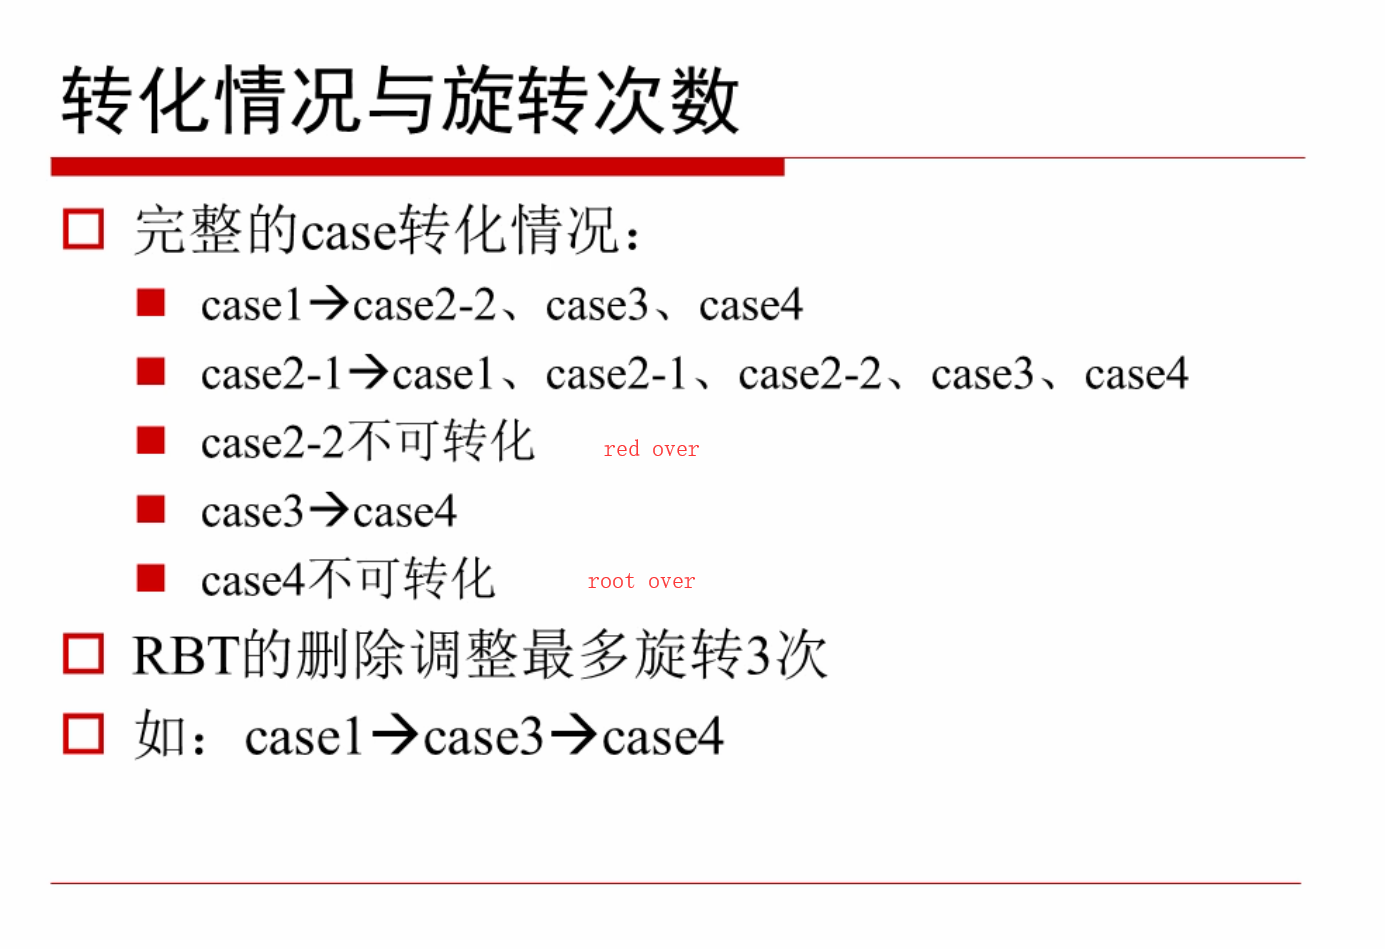 转化情况与旋转次数
完整的case转化情况：
case1→case2-2、case3、case4
case2-1→case1、case2-1、case2-2、case3、case4
case2-2不可转化 red over
case3→case4
case4不可转化 root over
RBT的删除调整最多旋转3次
如：case1→case3→case4